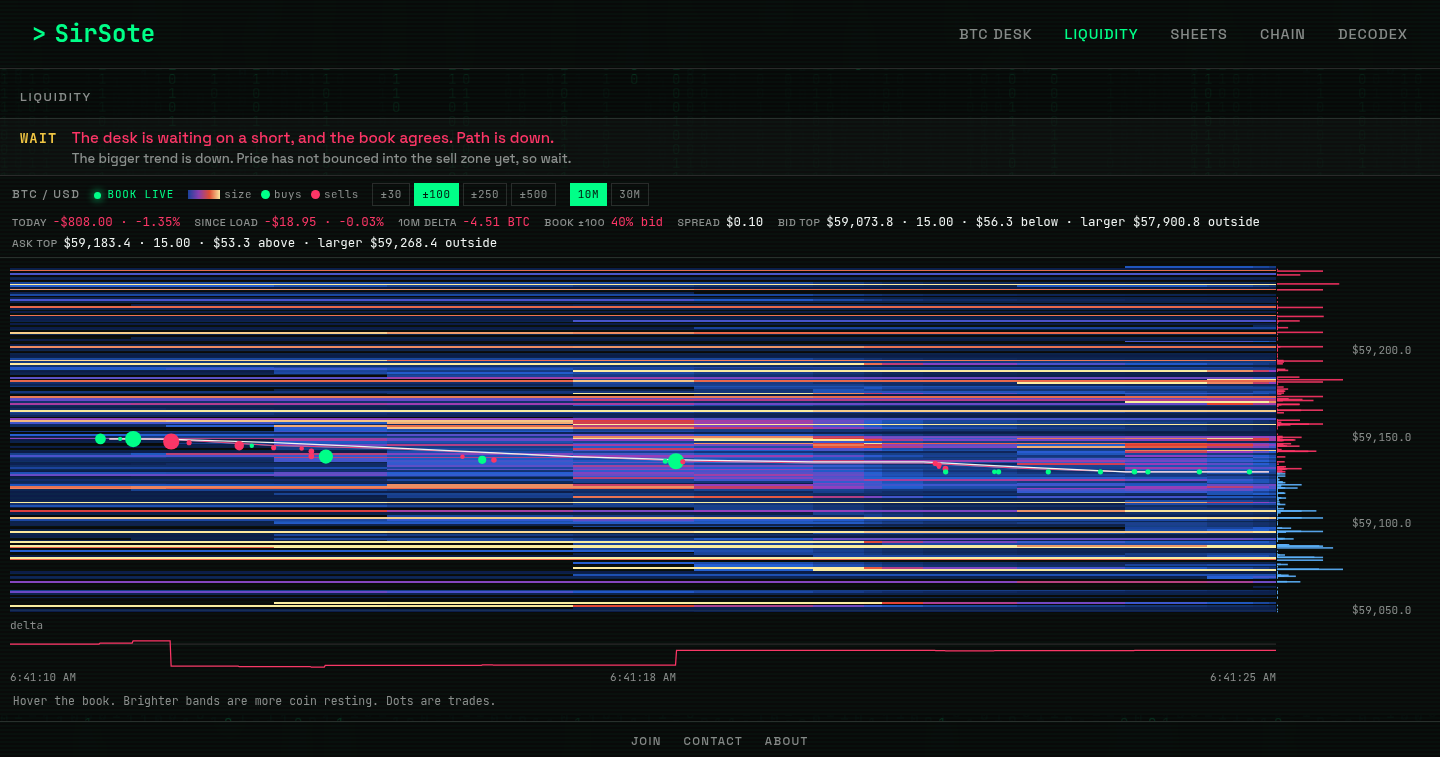 > SirSote
BTC DESK LIQUIDITY SHEETS CHAIN DECODEX
LIQUIDITY
WAIT The desk is waiting on a short, and the book agrees. Path is down.
The bigger trend is down. Price has not bounced into the sell zone yet, so wait.
BTC / USD BOOK LIVE size buys sells ±30 ±100 ±250 ±500 10M 30M
TODAY -$808.00 · -1.35% SINCE LOAD -$18.95 · -0.03% 10M DELTA -4.51 BTC BOOK ±100 40% bid SPREAD $0.10 BID TOP $59,073.8 · 15.00 · $56.3 below · larger $57,900.8 outside
ASK TOP $59,183.4 · 15.00 · $53.3 above · larger $59,268.4 outside
$59,200.0
$59,150.0
$59,100.0
$59,050.0
delta
6:41:10 AM 6:41:18 AM 6:41:25 AM
Hover the book. Brighter bands are more coin resting. Dots are trades.
JOIN CONTACT ABOUT